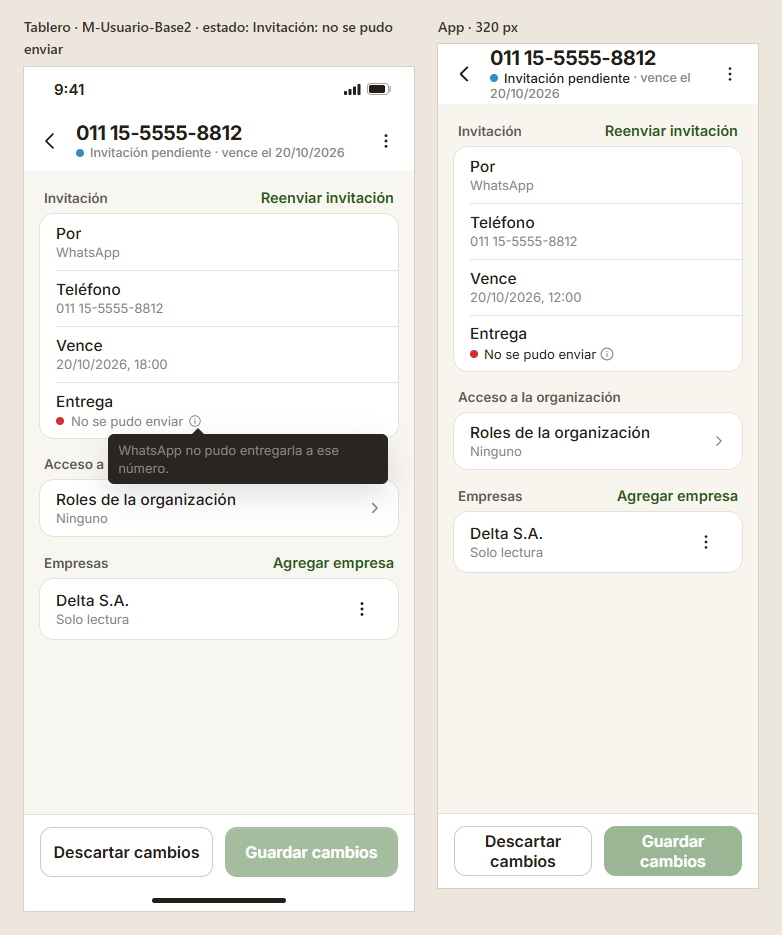 Tablero · M-Usuario-Base2 · estado: Invitación: no se pudo
enviar
9:41
011 15-5555-8812
Invitación pendiente · vence el 20/10/2026
Invitación
Reenviar invitación
Por
WhatsApp
Teléfono
011 15-5555-8812
Vence
20/10/2026, 18:00
Entrega
No se pudo enviar
WhatsApp no pudo entregarla a ese
número.
Acceso a
Roles de la organización
Ninguno
Empresas
Agregar empresa
Delta S.A.
Solo lectura
Descartar cambios
Guardar cambios
App · 320 px
011 15-5555-8812
Invitación pendiente · vence el
20/10/2026
Invitación
Reenviar invitación
Por
WhatsApp
Teléfono
011 15-5555-8812
Vence
20/10/2026, 12:00
Entrega
No se pudo enviar
Acceso a la organización
Roles de la organización
Ninguno
Empresas
Agregar empresa
Delta S.A.
Solo lectura
Descartar
cambios
Guardar
cambios